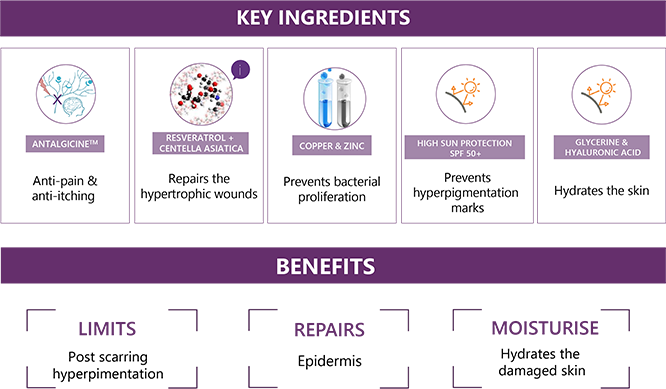 KEY INGREDIENTS
i
ANTALGICINE™
Anti-pain &
anti-itching
RESVERATROL +
CENTELLA ASIATICA
Repairs the
hypertrophic wounds
COPPER & ZINC
Prevents bacterial
proliferation
HIGH SUN PROTECTION
SPF 50+
Prevents
hyperpigmentation
marks
GLYCERINE &
HYALURONIC ACID
Hydrates the skin
BENEFITS
LIMITS
Post scarring
hyperpimentation
REPAIRS
Epidermis
MOISTURISE
Hydrates the
damaged skin